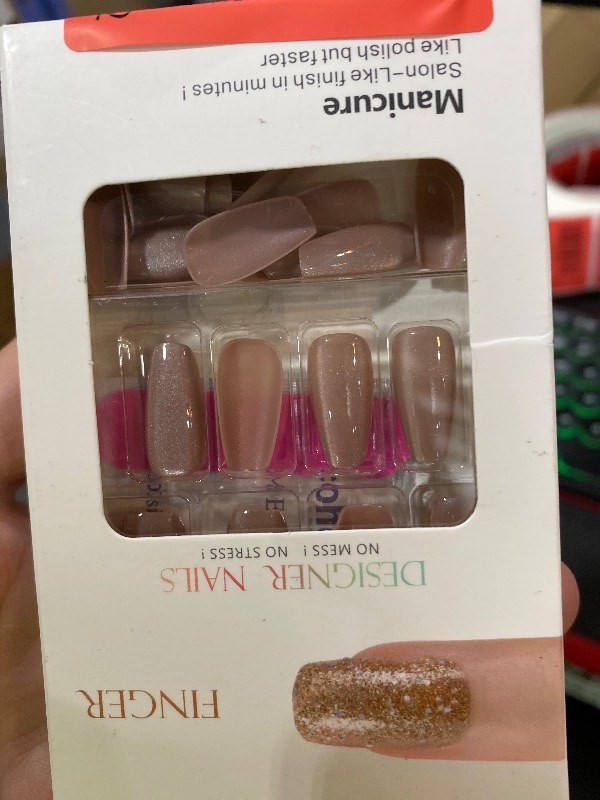 FINGER
DESIGNER NAILS
NO MESS! NO STRESS!
Manicure
Salon-Like finish in minutes!
Like polish but faster